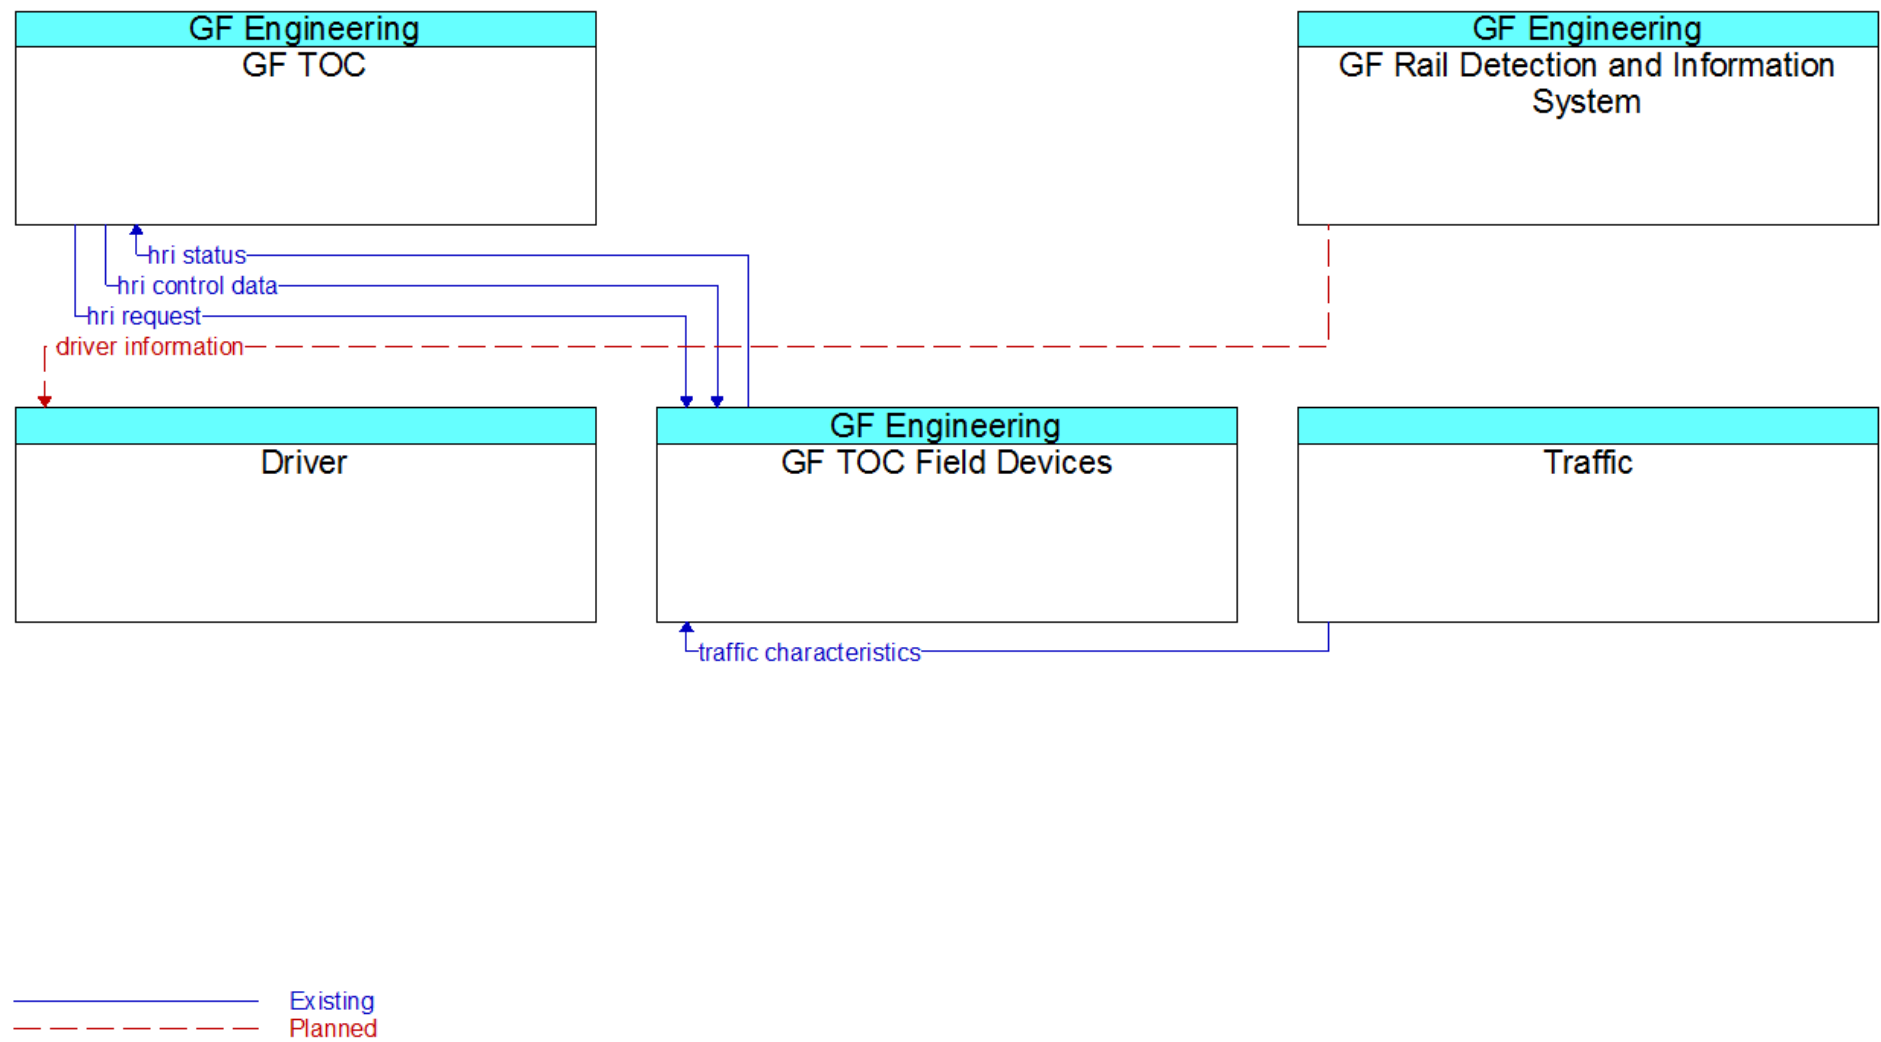 GF Engineering
GF TOC
GF Engineering
GF Rail Detection and Information
System
hri status
hri control data
hri request
driver information
Driver
GF Engineering
GF TOC Field Devices
Traffic
traffic characteristics
Existing
Planned